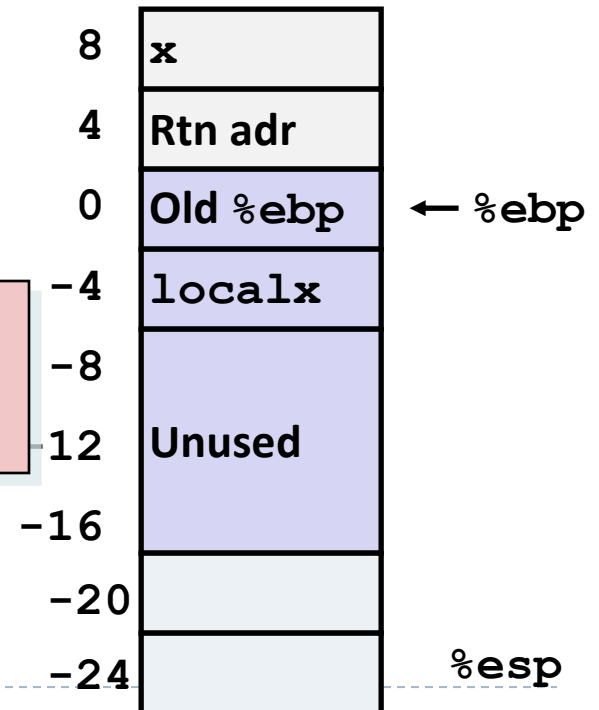 8 x
4 Rtn adr
0 Old %ebp ← %ebp
-4 localx
-8
-12 Unused
-16
-20
-24 %esp